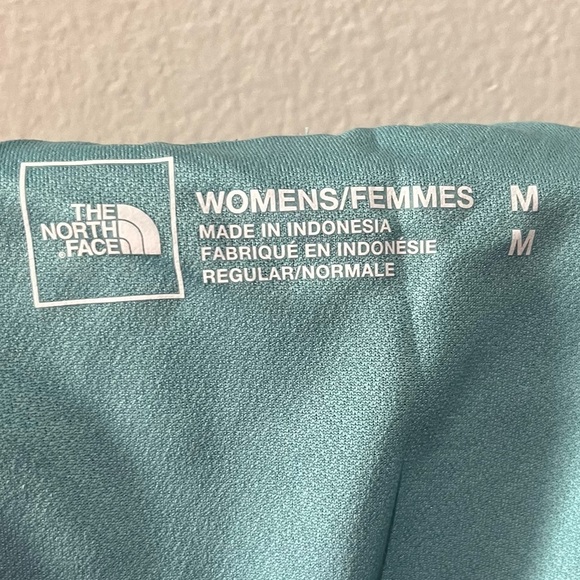 THE
NORTH
FACE
WOMENS/FEMMES M
MADE IN INDONESIA
FABRIQUÉ EN INDONÉSIE M
REGULAR/NORMALE